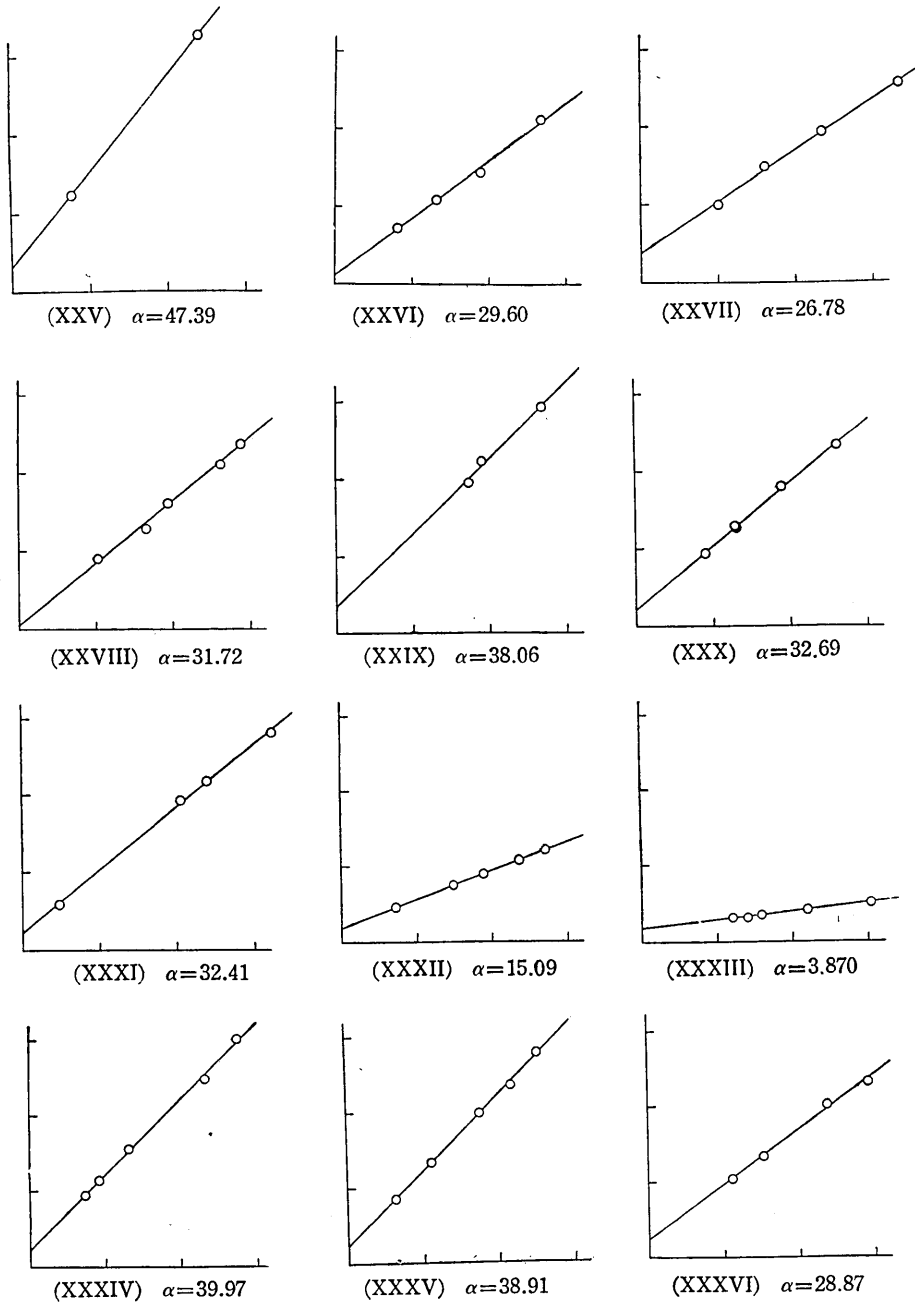 (XXV) α=47.39
(XXVI) α=29.60
(XXVII) α=26.78
(XXVIII) α=31.72
(XXIX) α=38.06
(XXX) α=32.69
(XXXI) α=32.41
(XXXII) α=15.09
(XXXIII) α=3.870
(XXXIV) α=39.97
(XXXV) α=38.91
(XXXVI) α=28.87